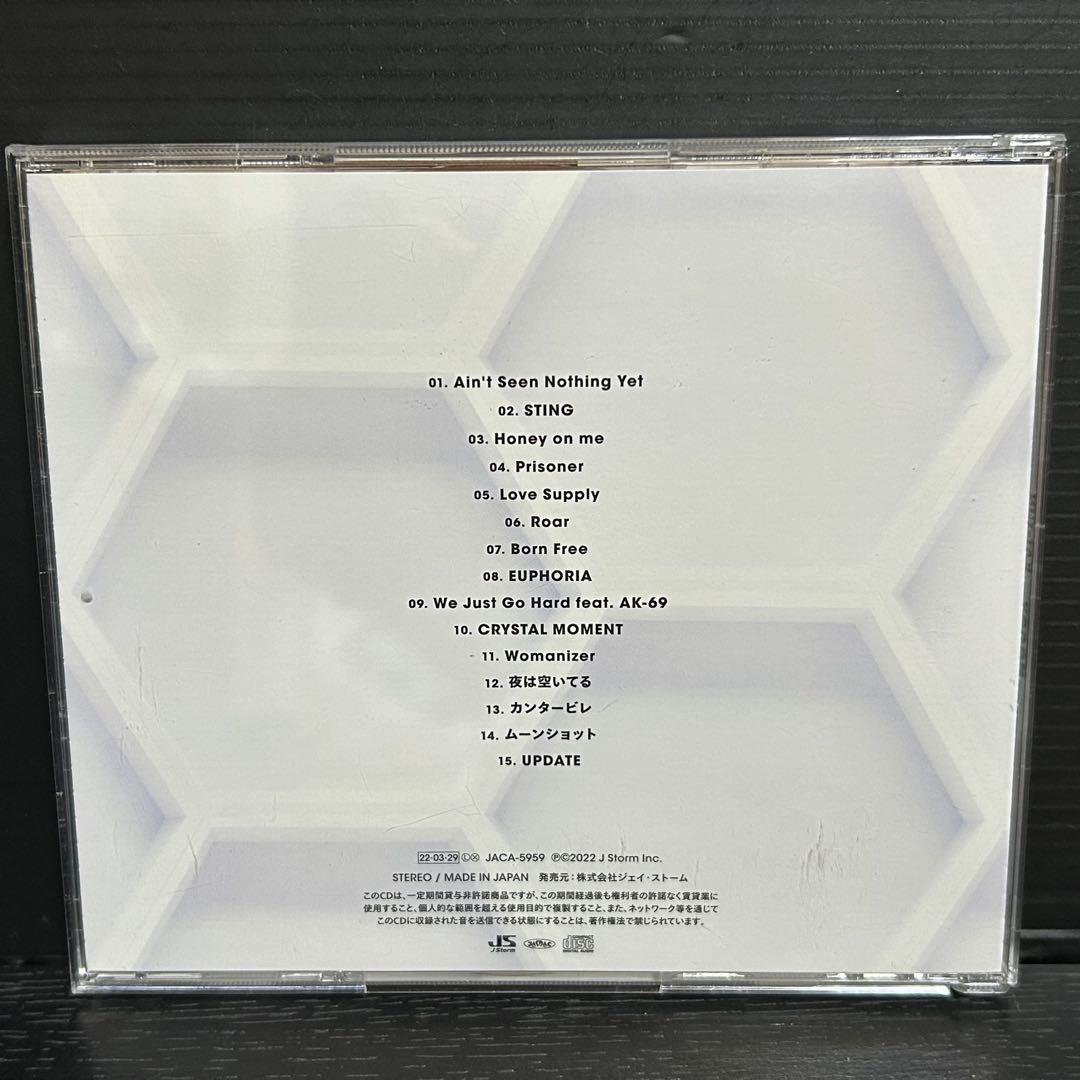 01. Ain't Seen Nothing Yet
02. STING
03. Honey on me
04. Prisoner
05. Love Supply
06. Roar
07. Born Free
08. EUPHORIA
09. We Just Go Hard feat. AK-69
10. CRYSTAL MOMENT
11. Womanizer
12. 夜は空いてる
13. カンタービレ
14. ムーンショット
15. UPDATE
22·03·29 Ⓛ Ⓧ JACA-5959 ℗©2022 J Storm Inc.
STEREO / MADE IN JAPAN 発売元:株式会社ジェイ・ストーム
このCDは、一定期間貸与非許諾商品ですが、この期間経過後も権利者の許諾なく賃貸業に
使用すること、個人的な範囲を超える使用目的で複製すること、また、ネットワーク等を通じて
このCDに収録された音を送信できる状態にすることは、著作権法で禁じられています。
JS
J Storm
COMPACT
disc
DIGITAL AUDIO